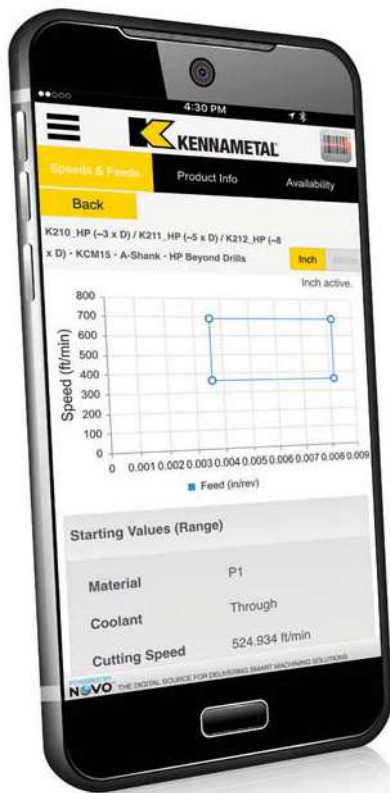 4:30 PM
KENNAMETAL
Speeds & Feeds Product Info Availability
Back
K210_HP (~3 x D) / K211_HP (~5 x D) / K212_HP (~8
x D) • KCM15 • A-Shank • HP Beyond Drills
Inch Metric
Inch active.
Speed (ft/min)
800
700
600
500
400
300
200
100
0
0 0.001 0.002 0.003 0.004 0.005 0.006 0.007 0.008 0.009
Feed (in/rev)
Starting Values (Range)
Material P1
Coolant Through
Cutting Speed 524.934 ft/min
POWERED BY
NOVO™ THE DIGITAL SOURCE FOR DELIVERING SMART MACHINING SOLUTIONS